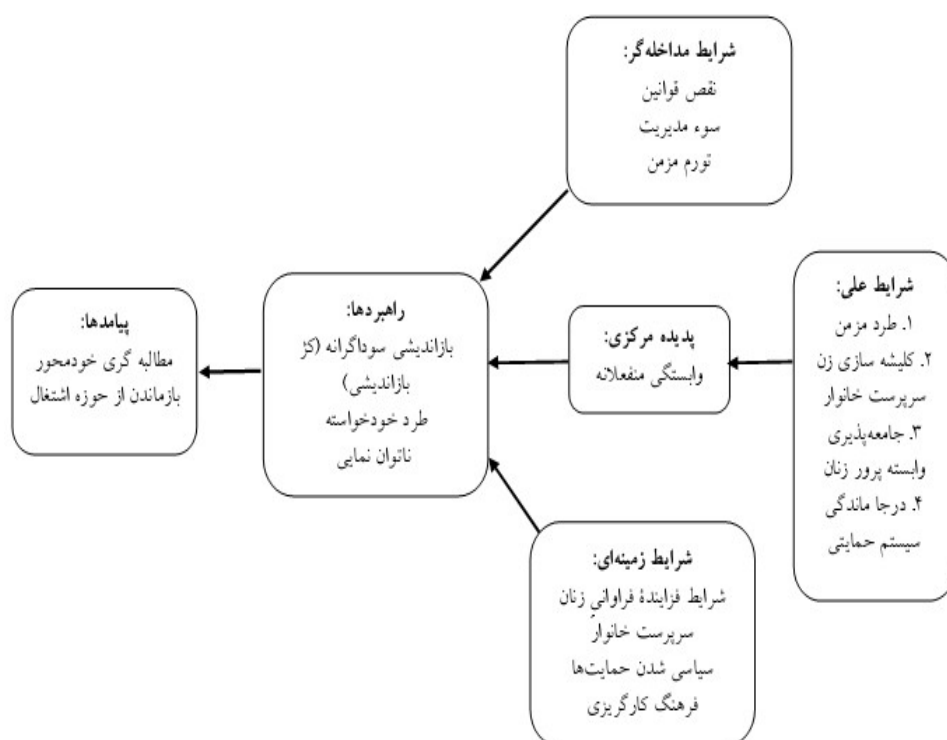 شرایط مداخله‌گر:
نقص قوانین
سوء مدیریت
تورم مزمن
شرایط علی:
۱. طرد مزمن
۲. کلیشه سازی زن
سرپرست خانوار
۳. جامعه‌پذیری
وابسته پرور زنان
۴. درجا ماندگی
سیستم حمایتی
پدیده مرکزی:
وابستگی منفعلانه
راهبردها:
بازاندیشی سوداگرانه (کژ
بازاندیشی)
طرد خودخواسته
ناتوان نمایی
پیامدها:
مطالبه گری خودمحور
بازماندن از حوزه اشتغال
شرایط زمینه‌ای:
شرایط فزایندۀ فراوانیِ زنان
سرپرست خانوار
سیاسی شدن حمایت‌ها
فرهنگ کارگریزی